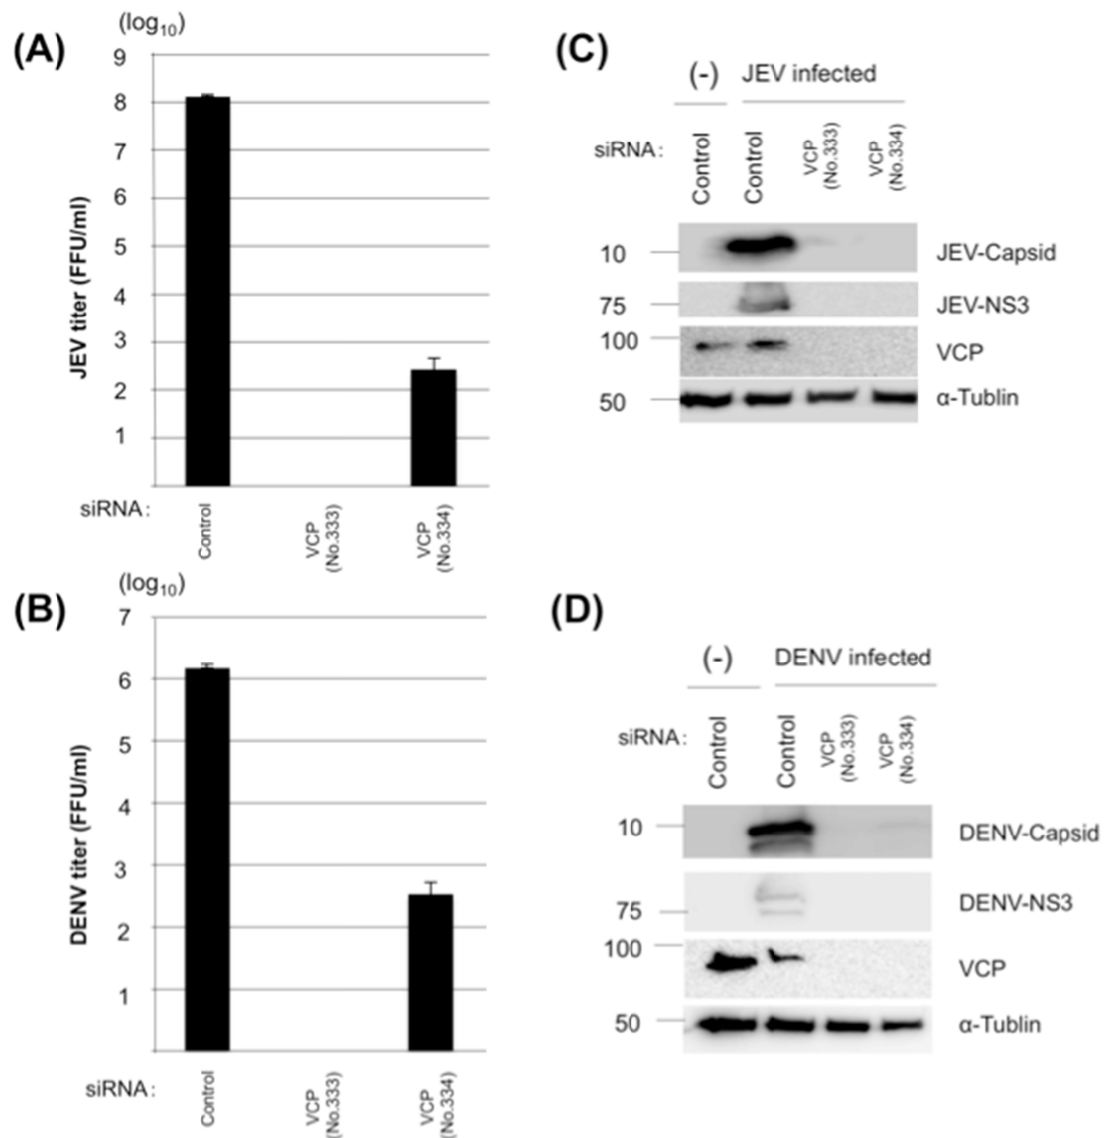 (A)
(log10)
9
8
7
6
5
4
3
2
1
JEV titer (FFU/ml)
siRNA:
Control
VCP
(No.333)
VCP
(No.334)
(B)
(log10)
7
6
5
4
3
2
1
DENV titer (FFU/ml)
siRNA:
Control
VCP
(No.333)
VCP
(No.334)
(C)
(-)
JEV infected
siRNA:
Control
Control
VCP
(No.333)
VCP
(No.334)
10
JEV-Capsid
75
JEV-NS3
100
VCP
50
α-Tublin
(D)
(-)
DENV infected
siRNA:
Control
Control
VCP
(No.333)
VCP
(No.334)
10
DENV-Capsid
75
DENV-NS3
100
VCP
50
α-Tublin